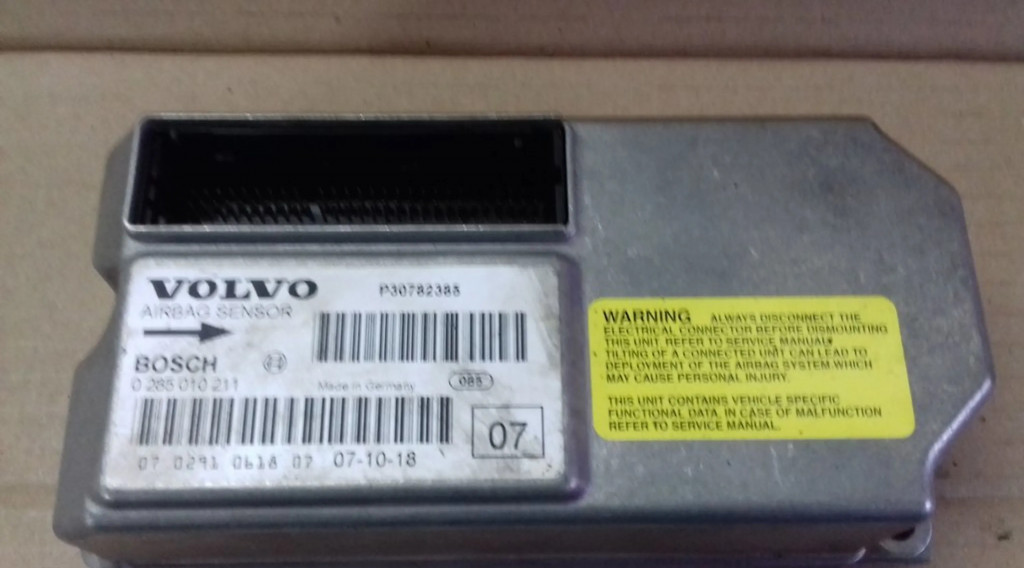 VOLVO
P30782385
AIRBAG SENSOR
BOSCH
0 285 010 211
Made in Germany
085
07
07 0291 0618 07 07-10-18
WARNING ALWAYS DISCONNECT THE
ELECTRICAL CONNECTOR BEFORE DISMOUNTING
THIS UNIT. REFER TO SERVICE MANUAL.
TILTING OF A CONNECTED UNIT CAN LEAD TO
DEPLOYMENT OF THE AIRBAG SYSTEM WHICH
MAY CAUSE PERSONAL INJURY.
THIS UNIT CONTAINS VEHICLE SPECIFIC
FUNCTIONAL DATA. IN CASE OF MALFUNCTION
REFER TO SERVICE MANUAL.